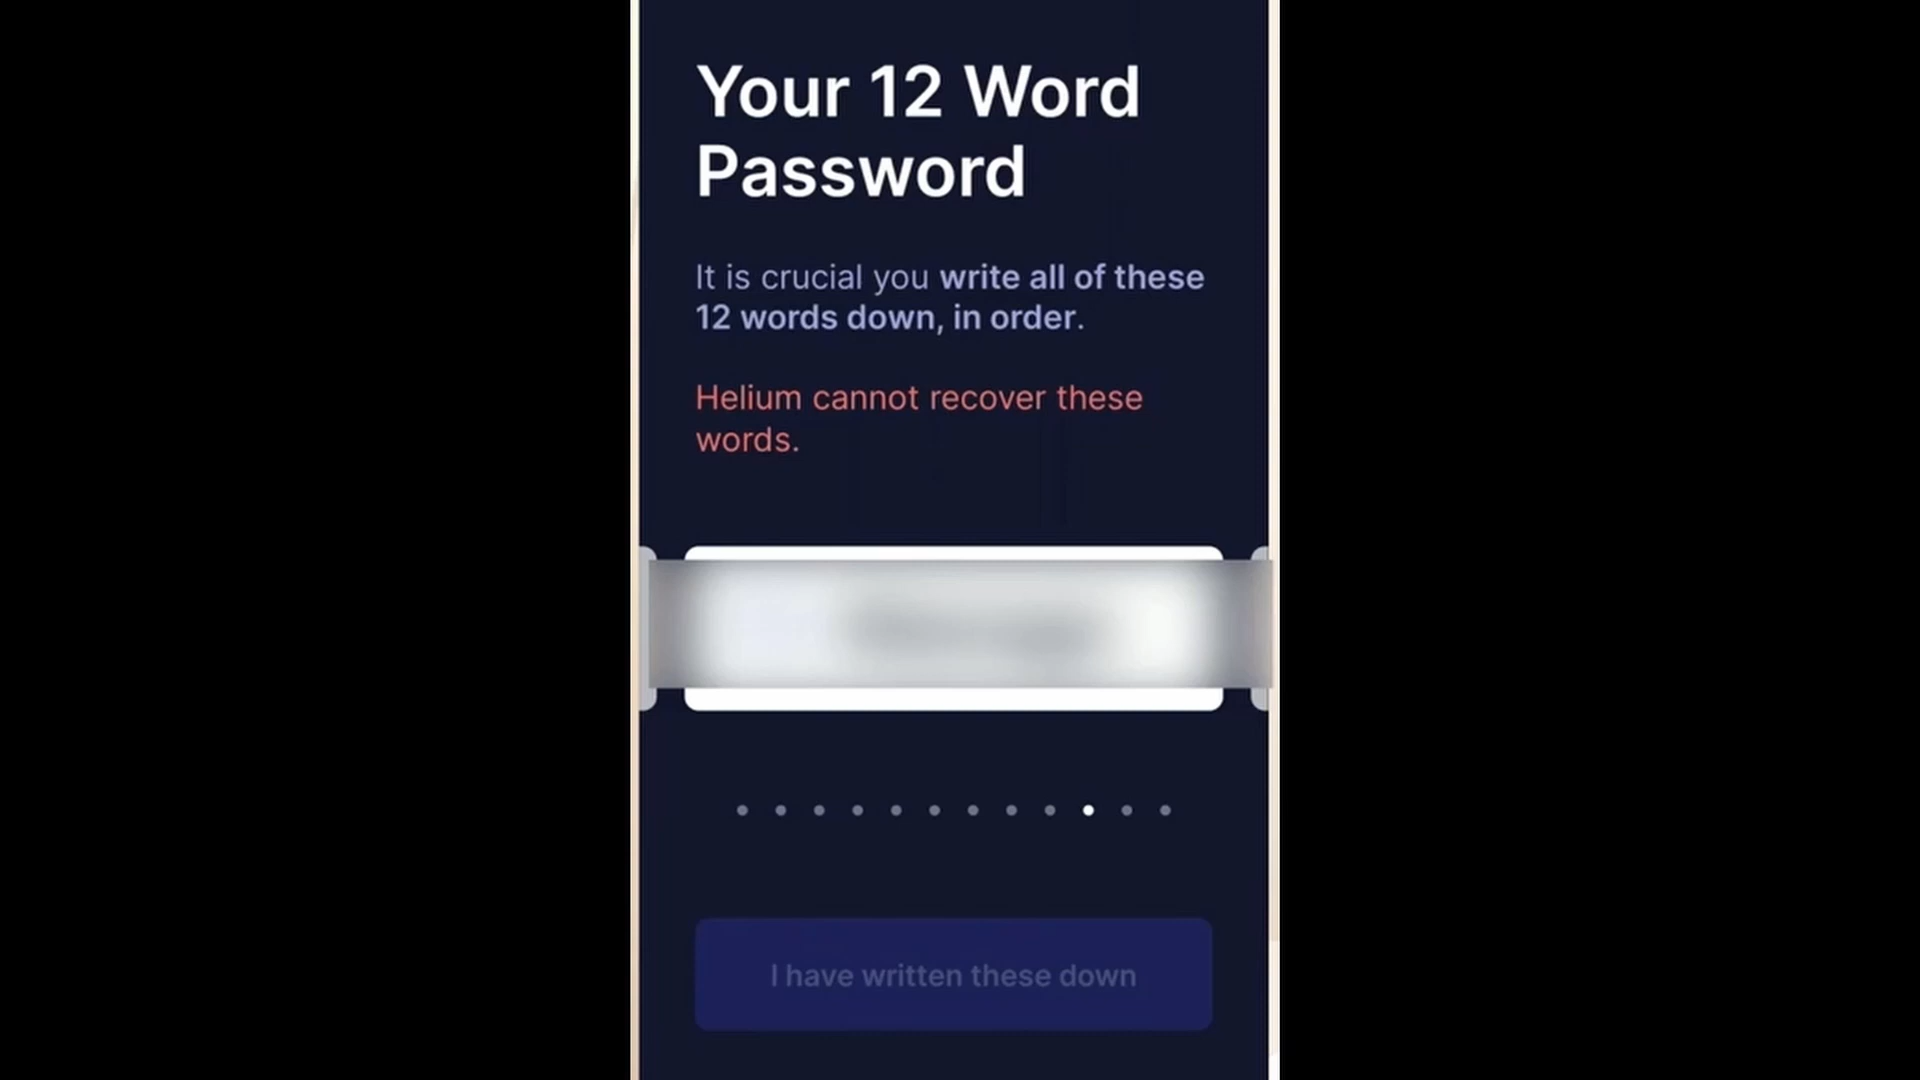 Your 12 Word
Password
It is crucial you write all of these
12 words down, in order.
Helium cannot recover these
words.
I have written these down